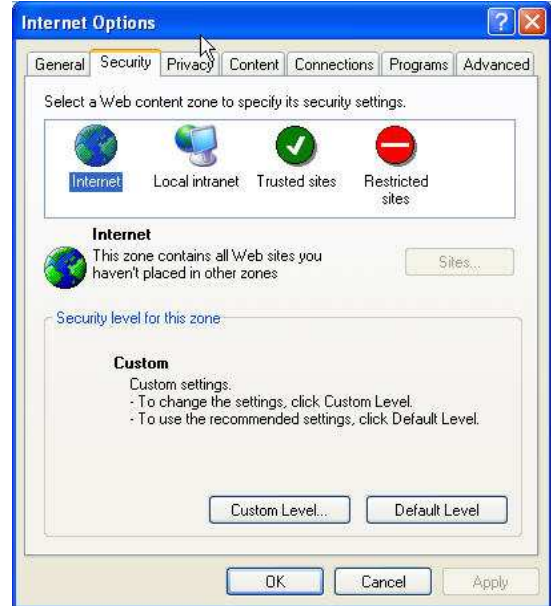 Internet Options
General Security Privacy Content Connections Programs Advanced
Select a Web content zone to specify its security settings.
Internet Local intranet Trusted sites Restricted
sites
Internet
This zone contains all Web sites you
haven't placed in other zones
Sites...
Security level for this zone
Custom
Custom settings.
- To change the settings, click Custom Level.
- To use the recommended settings, click Default Level.
Custom Level... Default Level
OK Cancel Apply